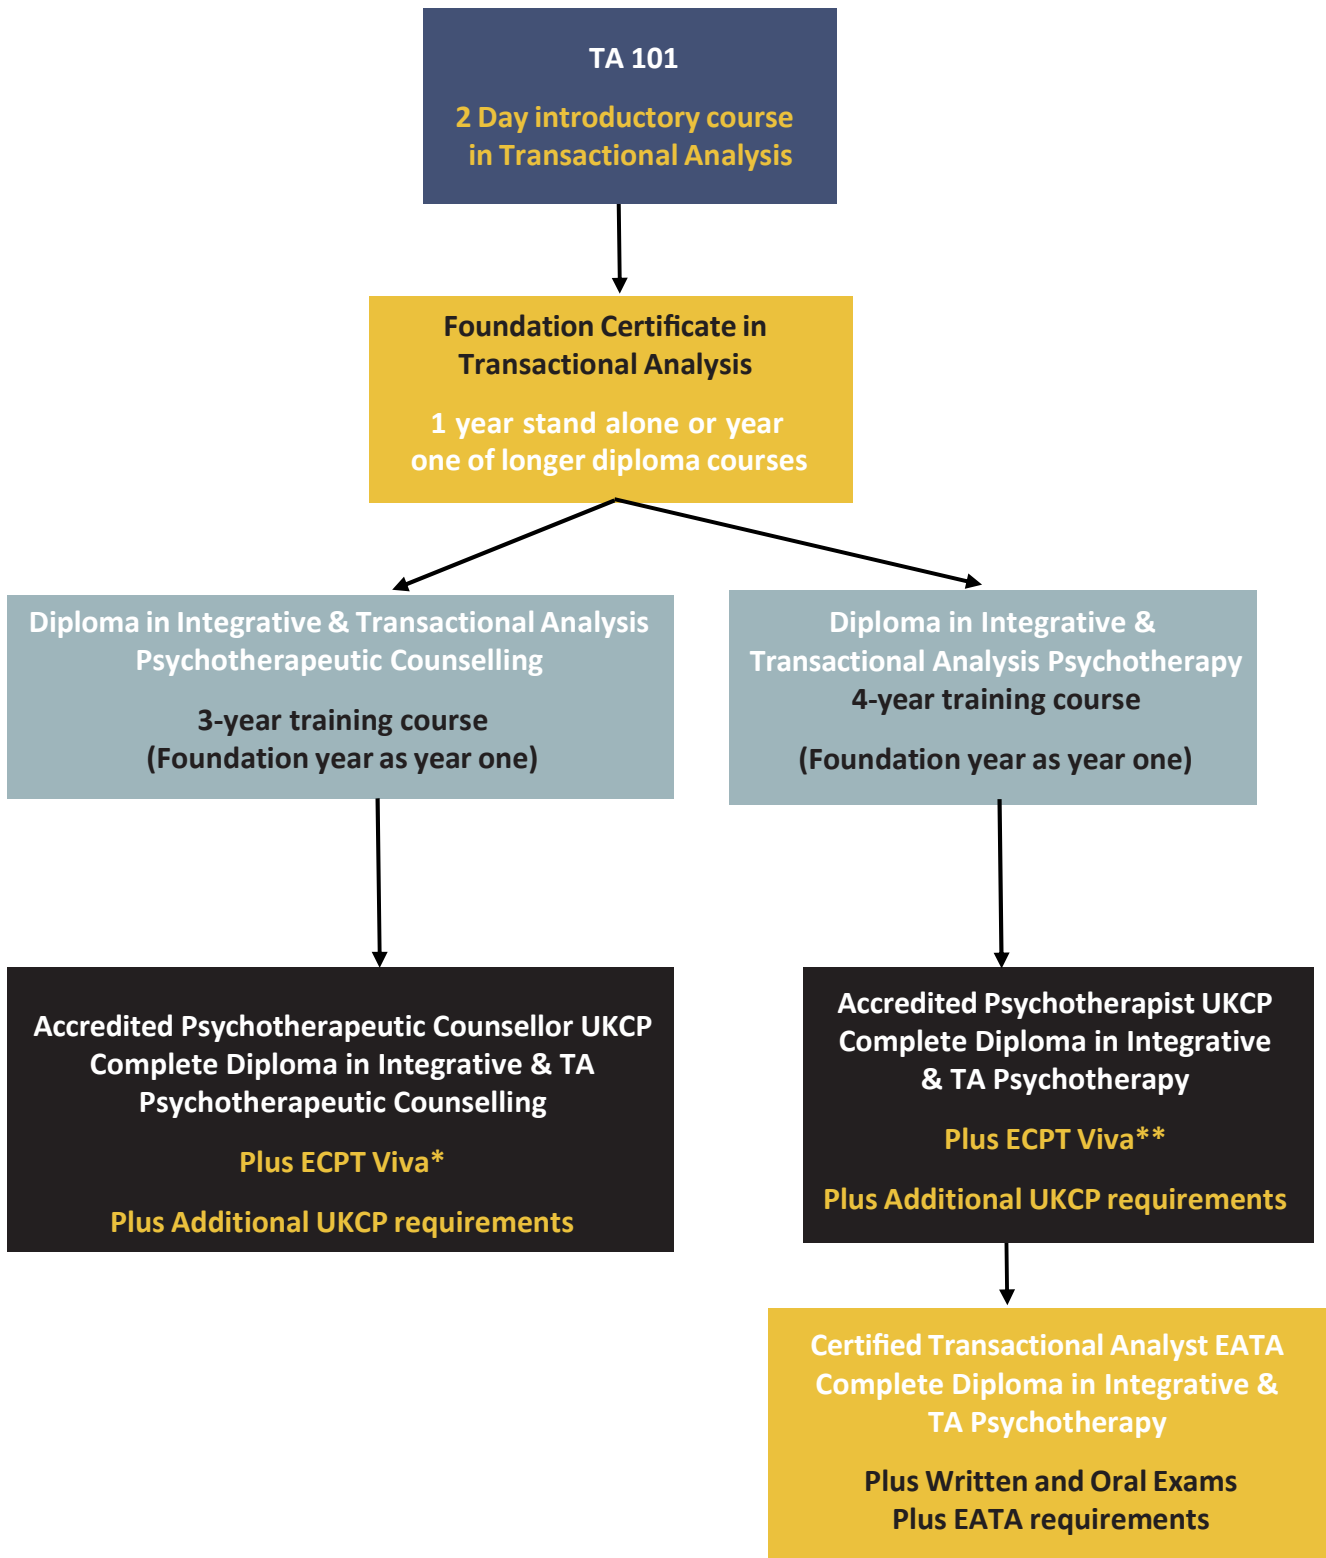 TA 101
2 Day introductory course
in Transactional Analysis
Foundation Certificate in
Transactional Analysis
1 year stand alone or year
one of longer diploma courses
Diploma in Integrative & Transactional Analysis
Psychotherapeutic Counselling
3-year training course
(Foundation year as year one)
Diploma in Integrative &
Transactional Analysis Psychotherapy
4-year training course
(Foundation year as year one)
Accredited Psychotherapeutic Counsellor UKCP
Complete Diploma in Integrative & TA
Psychotherapeutic Counselling
Plus ECPT Viva*
Plus Additional UKCP requirements
Accredited Psychotherapist UKCP
Complete Diploma in Integrative
& TA Psychotherapy
Plus ECPT Viva**
Plus Additional UKCP requirements
Certified Transactional Analyst EATA
Complete Diploma in Integrative &
TA Psychotherapy
Plus Written and Oral Exams
Plus EATA requirements